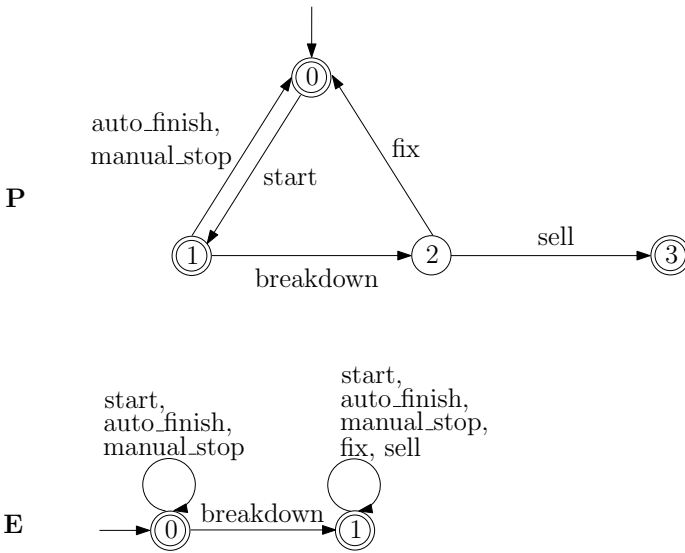 0
auto_finish,
manual_stop
start
fix
P
1
breakdown
2
sell
3
start,
auto_finish,
manual_stop
start,
auto_finish,
manual_stop,
fix, sell
E
0
breakdown
1